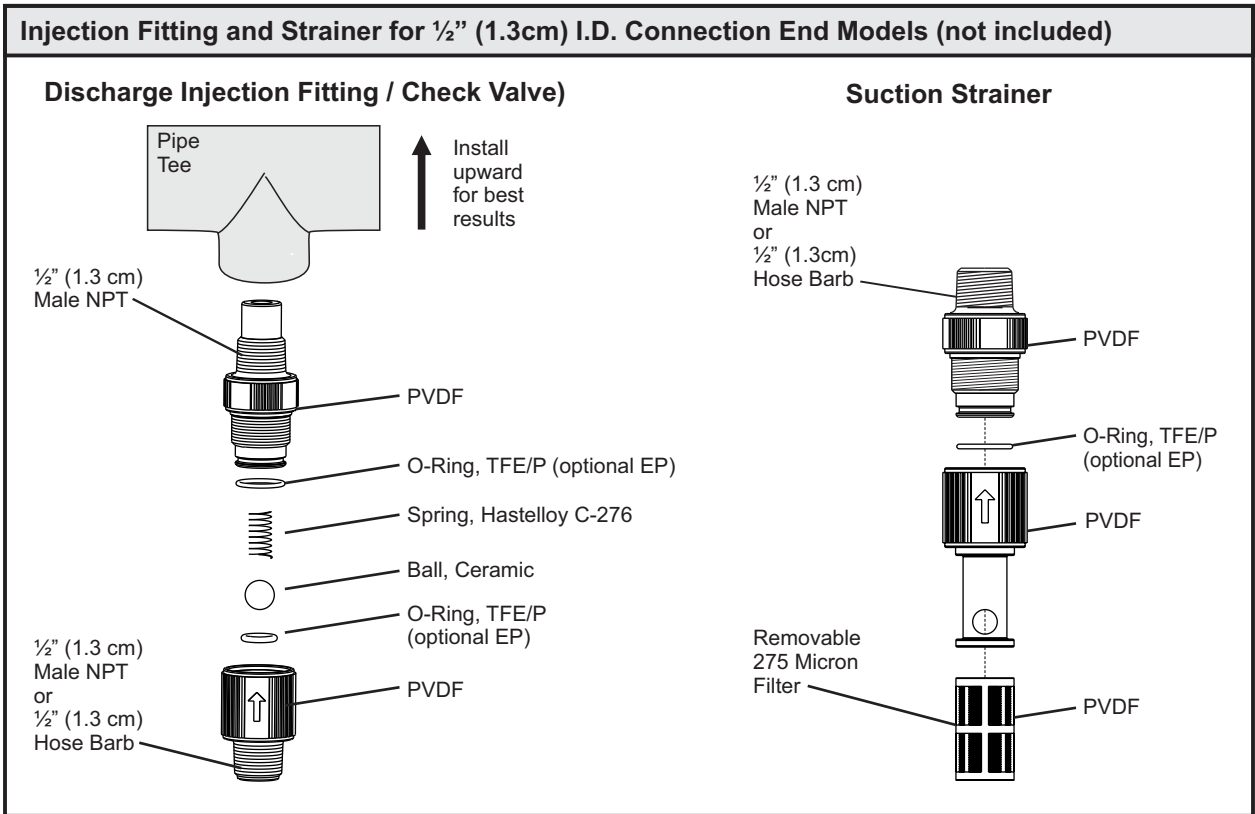 Injection Fitting and Strainer for ½” (1.3cm) I.D. Connection End Models (not included)
Discharge Injection Fitting / Check Valve)
Pipe
Tee
Install
upward
for best
results
½” (1.3 cm)
Male NPT
PVDF
O-Ring, TFE/P (optional EP)
Spring, Hastelloy C-276
Ball, Ceramic
O-Ring, TFE/P
(optional EP)
½” (1.3 cm)
Male NPT
or
½” (1.3 cm)
Hose Barb
PVDF
Suction Strainer
½” (1.3 cm)
Male NPT
or
½” (1.3cm)
Hose Barb
PVDF
O-Ring, TFE/P
(optional EP)
PVDF
Removable
275 Micron
Filter
PVDF